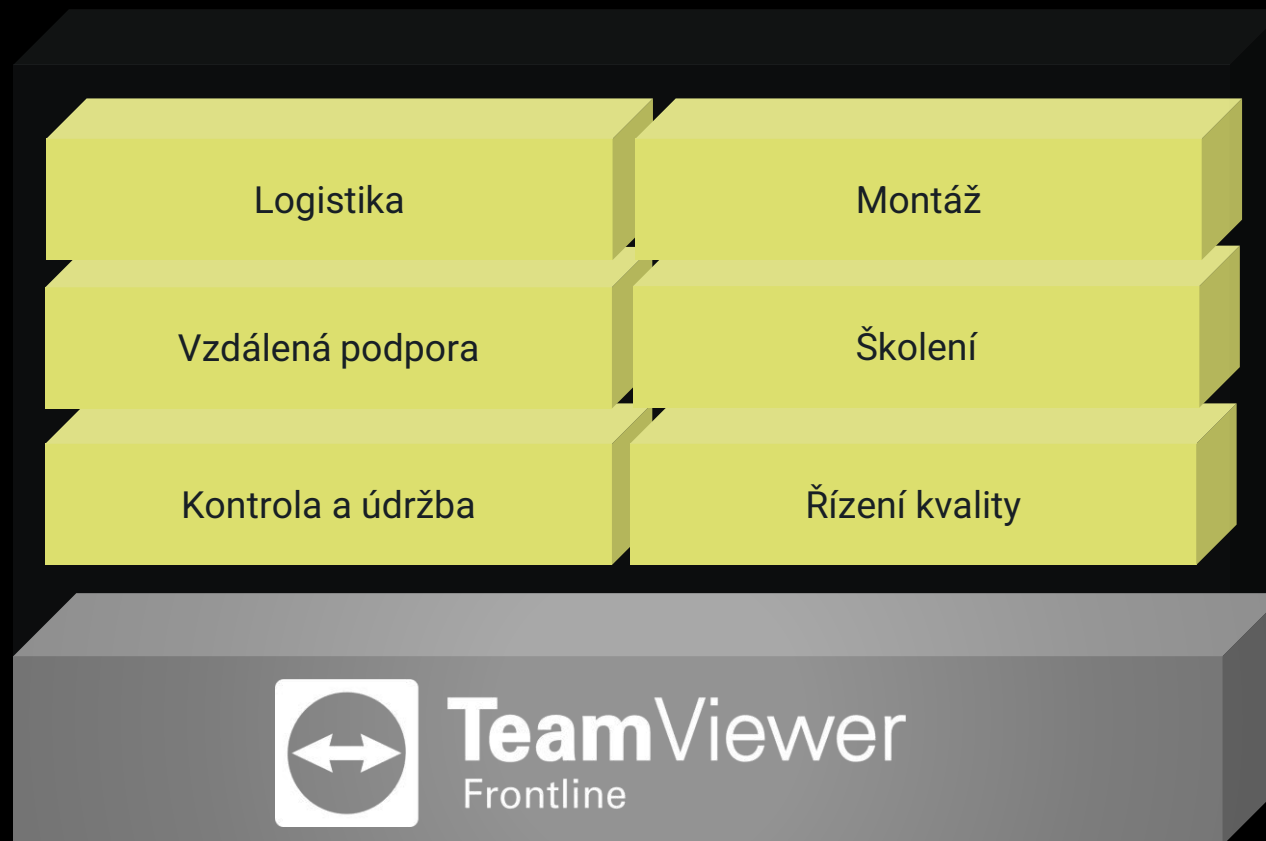 Logistika
Montáž
Vzdálená podpora
Školení
Kontrola a údržba
Řízení kvality
TeamViewer
Frontline